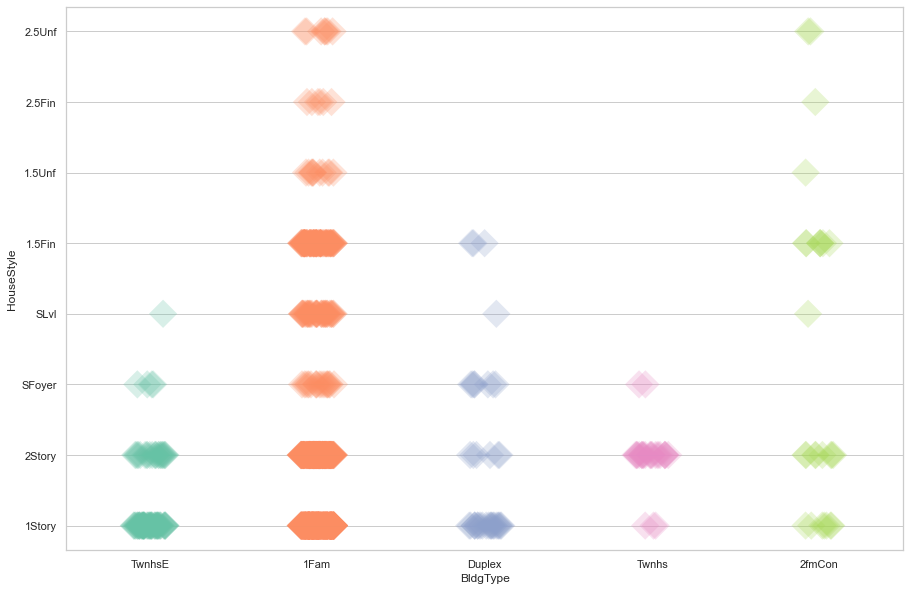 2.5Unf
2.5Fin
1.5Unf
1.5Fin
SLvl
SFoyer
2Story
1Story
HouseStyle
TwnhsE 1Fam Duplex Twnhs 2fmCon
BldgType